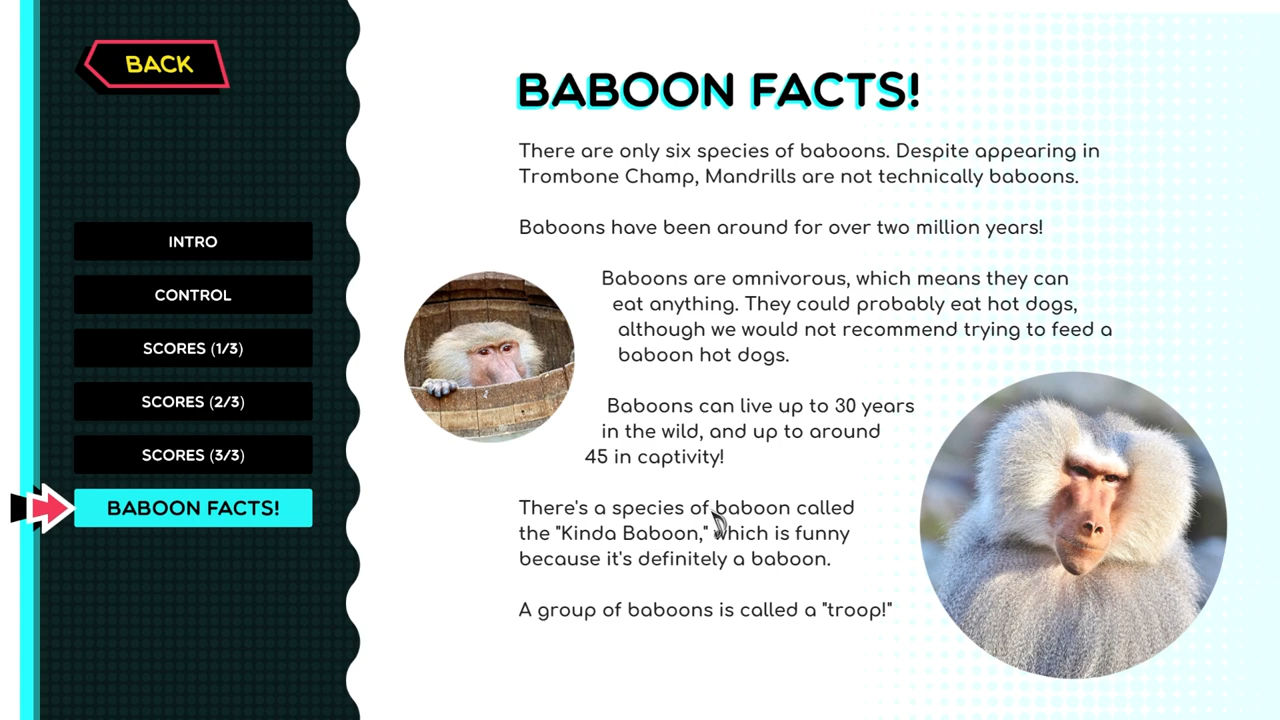 BACK
INTRO
CONTROL
SCORES (1/3)
SCORES (2/3)
SCORES (3/3)
BABOON FACTS!
BABOON FACTS!
There are only six species of baboons. Despite appearing in
Trombone Champ, Mandrills are not technically baboons.
Baboons have been around for over two million years!
Baboons are omnivorous, which means they can
eat anything. They could probably eat hot dogs,
although we would not recommend trying to feed a
baboon hot dogs.
Baboons can live up to 30 years
in the wild, and up to around
45 in captivity!
There's a species of baboon called
the "Kinda Baboon," which is funny
because it's definitely a baboon.
A group of baboons is called a "troop!"